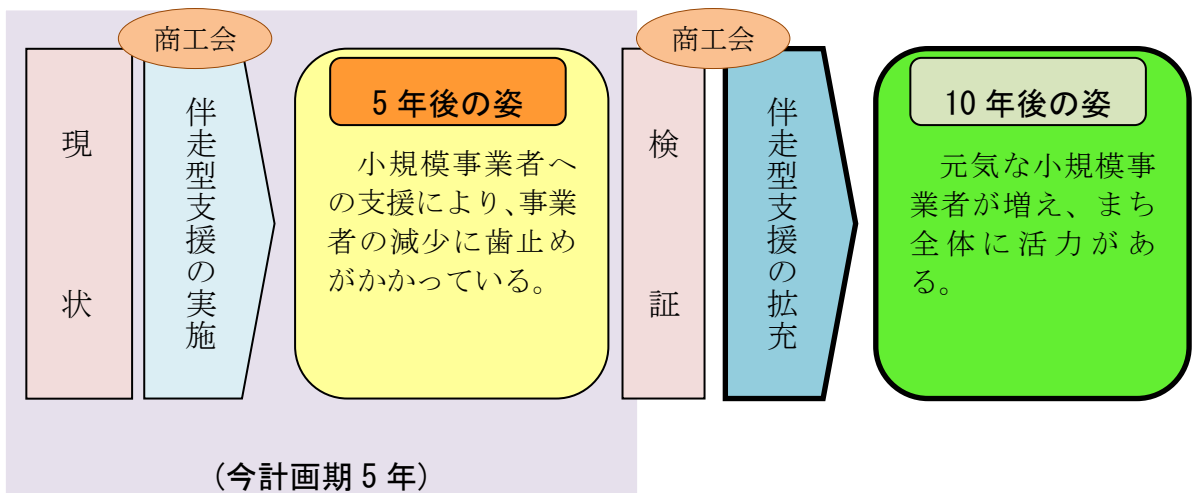 商工会
現状
伴走型支援の実施
5年後の姿
　小規模事業者へ
の支援により、事業
者の減少に歯止め
がかかっている。
商工会
検証
伴走型支援の拡充
10年後の姿
　元気な小規模事
業者が増え、まち
全体に活力があ
る。
(今計画期5年)